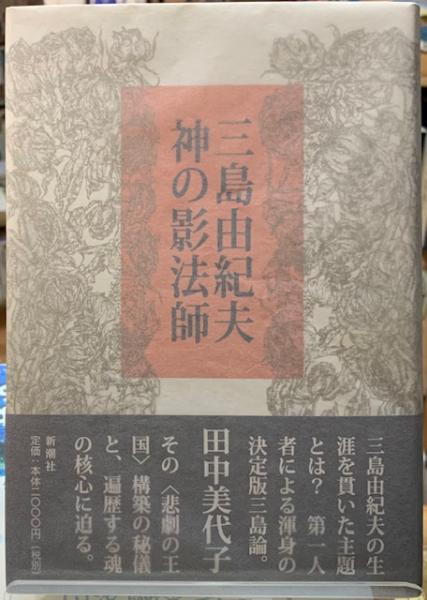 三島由紀夫
神の影法師
三島由紀夫の生
涯を貫いた主題
とは? 第一人
者による渾身の
決定版三島論。
田中美代子
その〈悲劇の王
国〉構築の秘儀
と、遍歴する魂
の核心に迫る。
新潮社
定価:本体二〇〇〇円(税別)